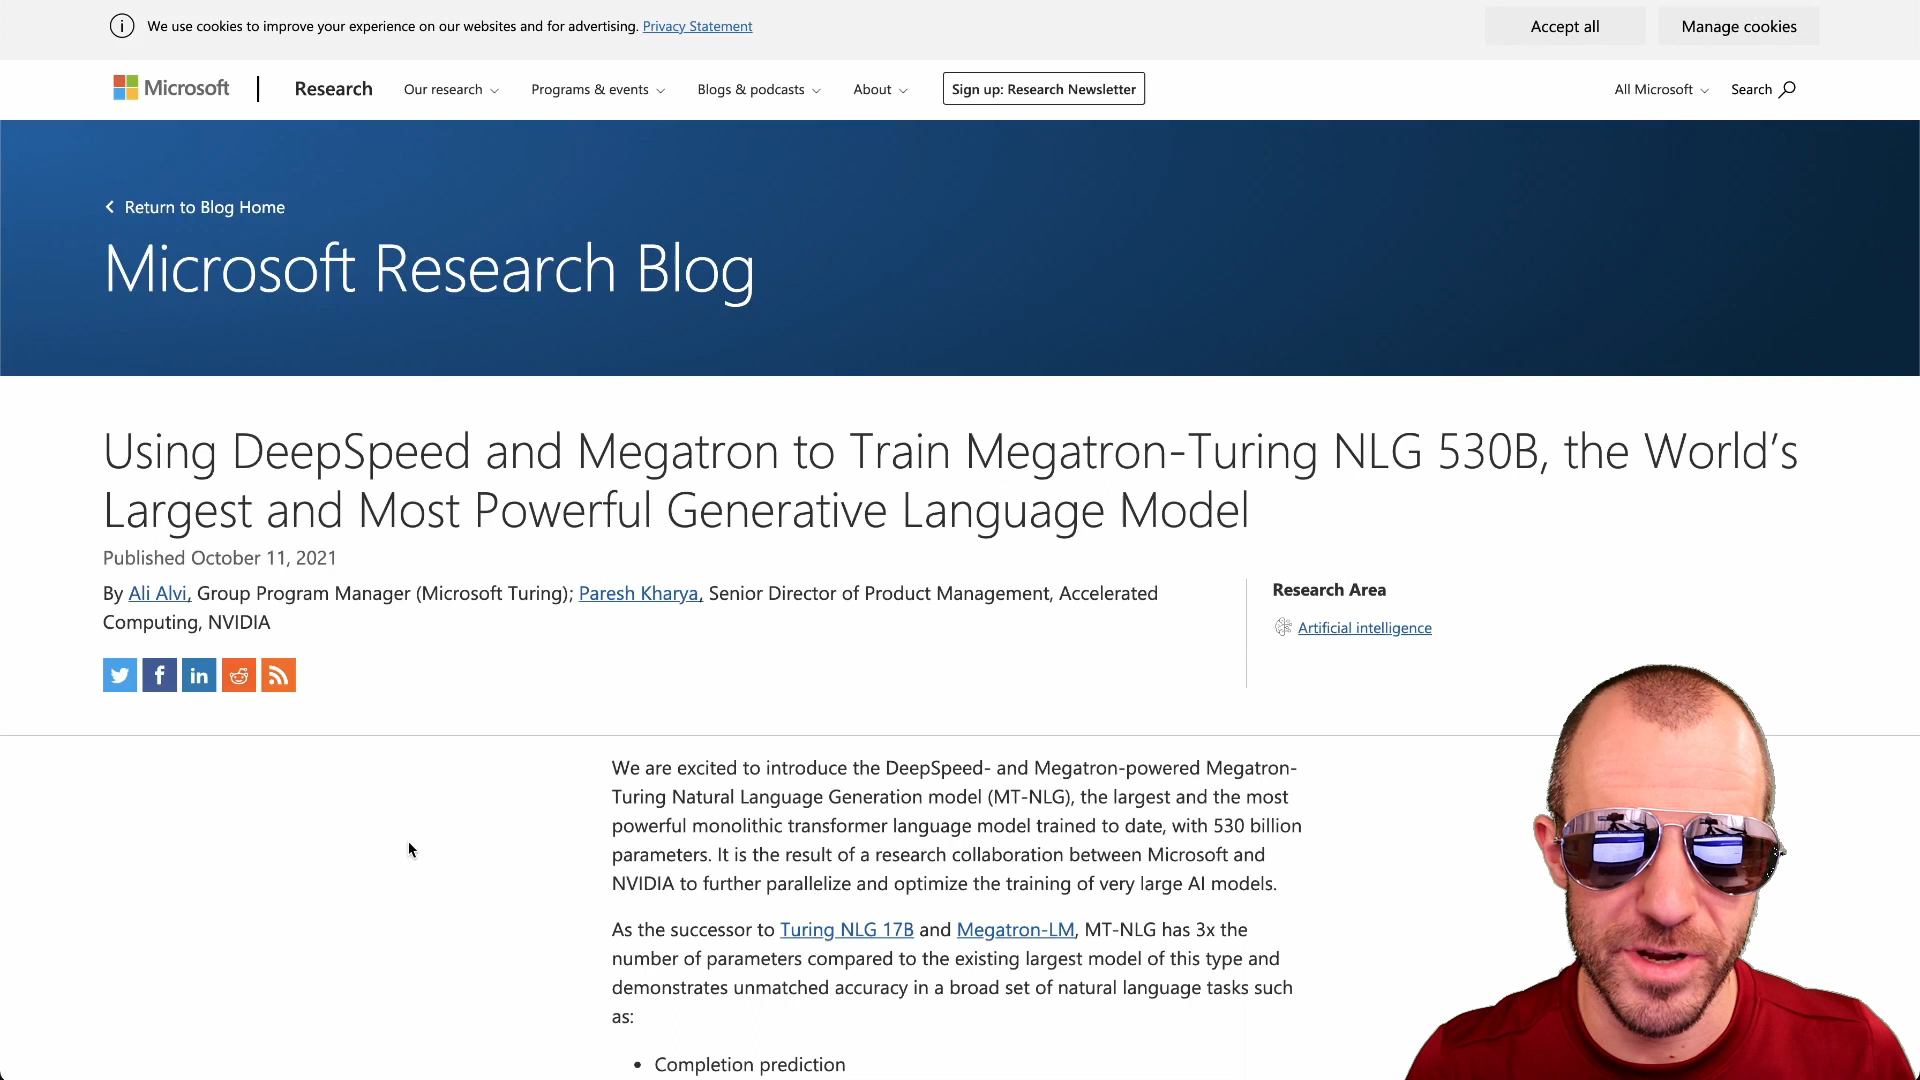 We use cookies to improve your experience on our websites and for advertising. Privacy Statement
Accept all
Manage cookies
Microsoft
Research
Our research
Programs & events
Blogs & podcasts
About
Sign up: Research Newsletter
All Microsoft
Search
Return to Blog Home
Microsoft Research Blog
Using DeepSpeed and Megatron to Train Megatron-Turing NLG 530B, the World’s
Largest and Most Powerful Generative Language Model
Published October 11, 2021
By Ali Alvi, Group Program Manager (Microsoft Turing); Paresh Kharya, Senior Director of Product Management, Accelerated
Computing, NVIDIA
Research Area
Artificial intelligence
We are excited to introduce the DeepSpeed- and Megatron-powered Megatron-
Turing Natural Language Generation model (MT-NLG), the largest and the most
powerful monolithic transformer language model trained to date, with 530 billion
parameters. It is the result of a research collaboration between Microsoft and
NVIDIA to further parallelize and optimize the training of very large AI models.
As the successor to Turing NLG 17B and Megatron-LM, MT-NLG has 3x the
number of parameters compared to the existing largest model of this type and
demonstrates unmatched accuracy in a broad set of natural language tasks such
as:
• Completion prediction